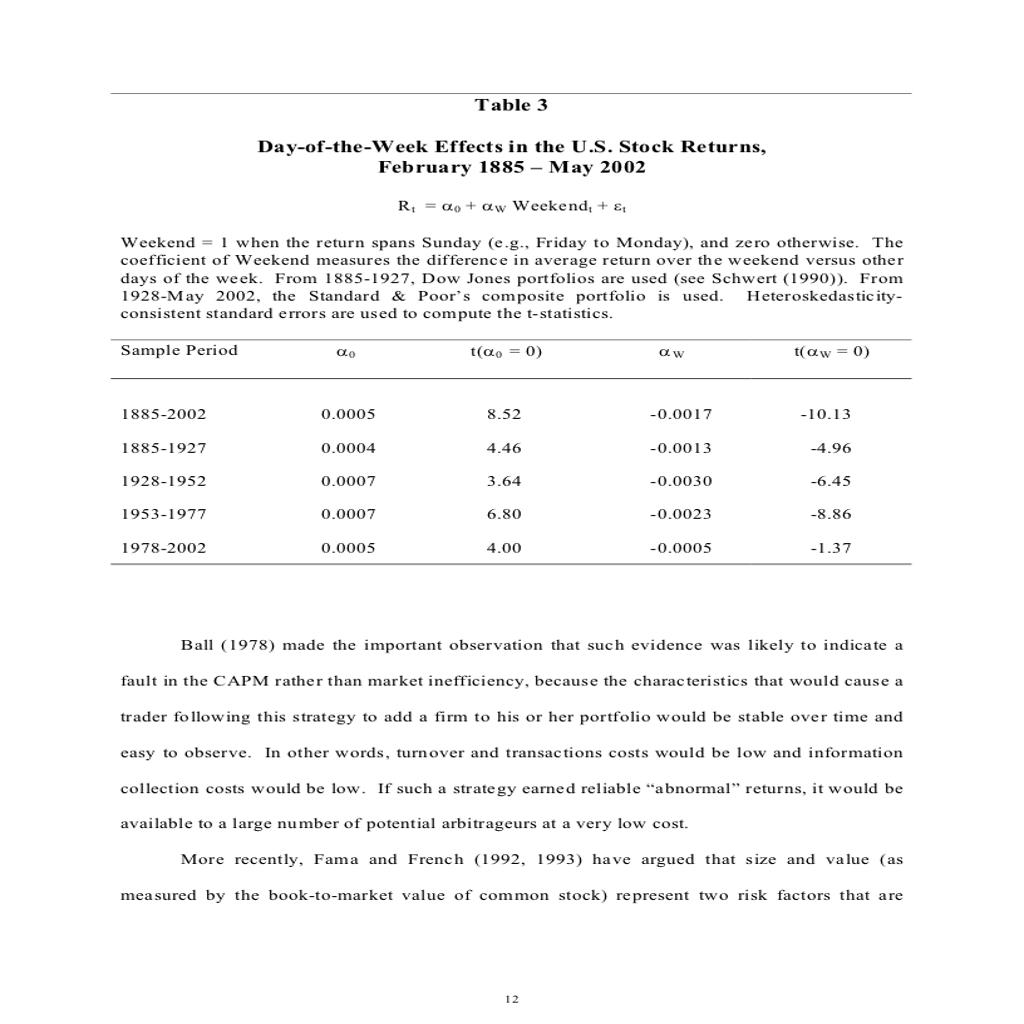 Table 3
Day-of-the-Week Effects in the U.S. Stock Returns,
February 1885 – May 2002
Rt = α0 + αW Weekendt + εt
Weekend = 1 when the return spans Sunday (e.g., Friday to Monday), and zero otherwise. The
coefficient of Weekend measures the difference in average return over the weekend versus other
days of the week. From 1885-1927, Dow Jones portfolios are used (see Schwert (1990)). From
1928-May 2002, the Standard & Poor's composite portfolio is used. Heteroskedasticity-
consistent standard errors are used to compute the t-statistics.
Sample Period α0 t(α0 = 0) αW t(αW = 0)
1885-2002 0.0005 8.52 -0.0017 -10.13
1885-1927 0.0004 4.46 -0.0013 -4.96
1928-1952 0.0007 3.64 -0.0030 -6.45
1953-1977 0.0007 6.80 -0.0023 -8.86
1978-2002 0.0005 4.00 -0.0005 -1.37
Ball (1978) made the important observation that such evidence was likely to indicate a
fault in the CAPM rather than market inefficiency, because the characteristics that would cause a
trader following this strategy to add a firm to his or her portfolio would be stable over time and
easy to observe. In other words, turnover and transactions costs would be low and information
collection costs would be low. If such a strategy earned reliable “abnormal” returns, it would be
available to a large number of potential arbitrageurs at a very low cost.
More recently, Fama and French (1992, 1993) have argued that size and value (as
measured by the book-to-market value of common stock) represent two risk factors that are
12